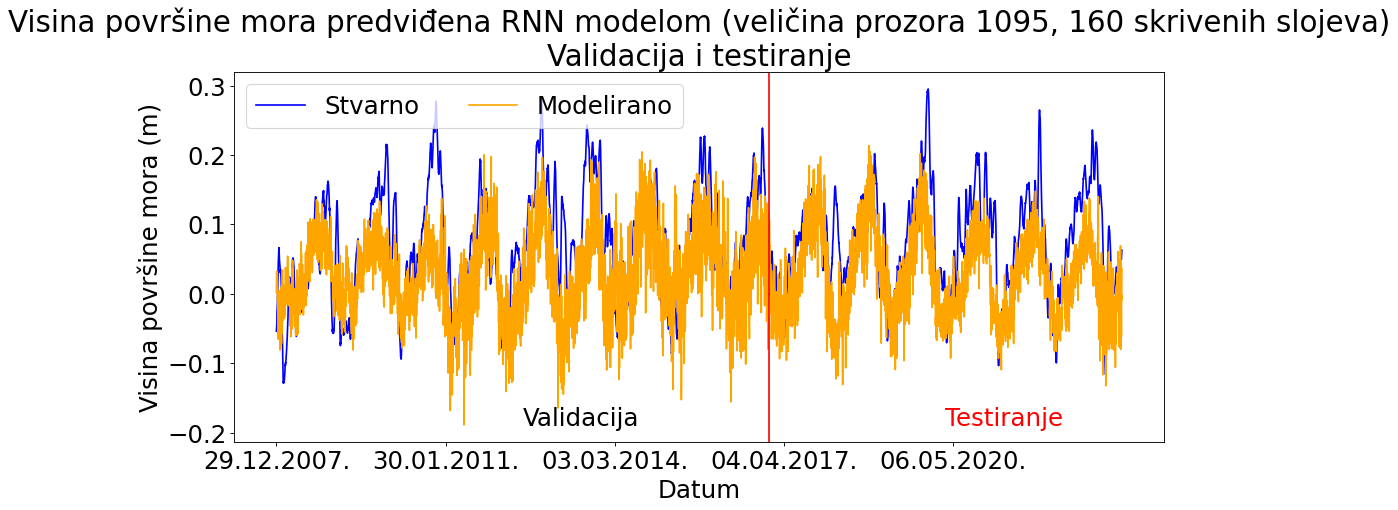 Visina površine mora predviđena RNN modelom (veličina prozora 1095, 160 skrivenih slojeva)
Validacija i testiranje
Stvarno Modelirano
Visina površine mora (m)
0.3
0.2
0.1
0.0
−0.1
−0.2
Validacija Testiranje
29.12.2007. 30.01.2011. 03.03.2014. 04.04.2017. 06.05.2020.
Datum